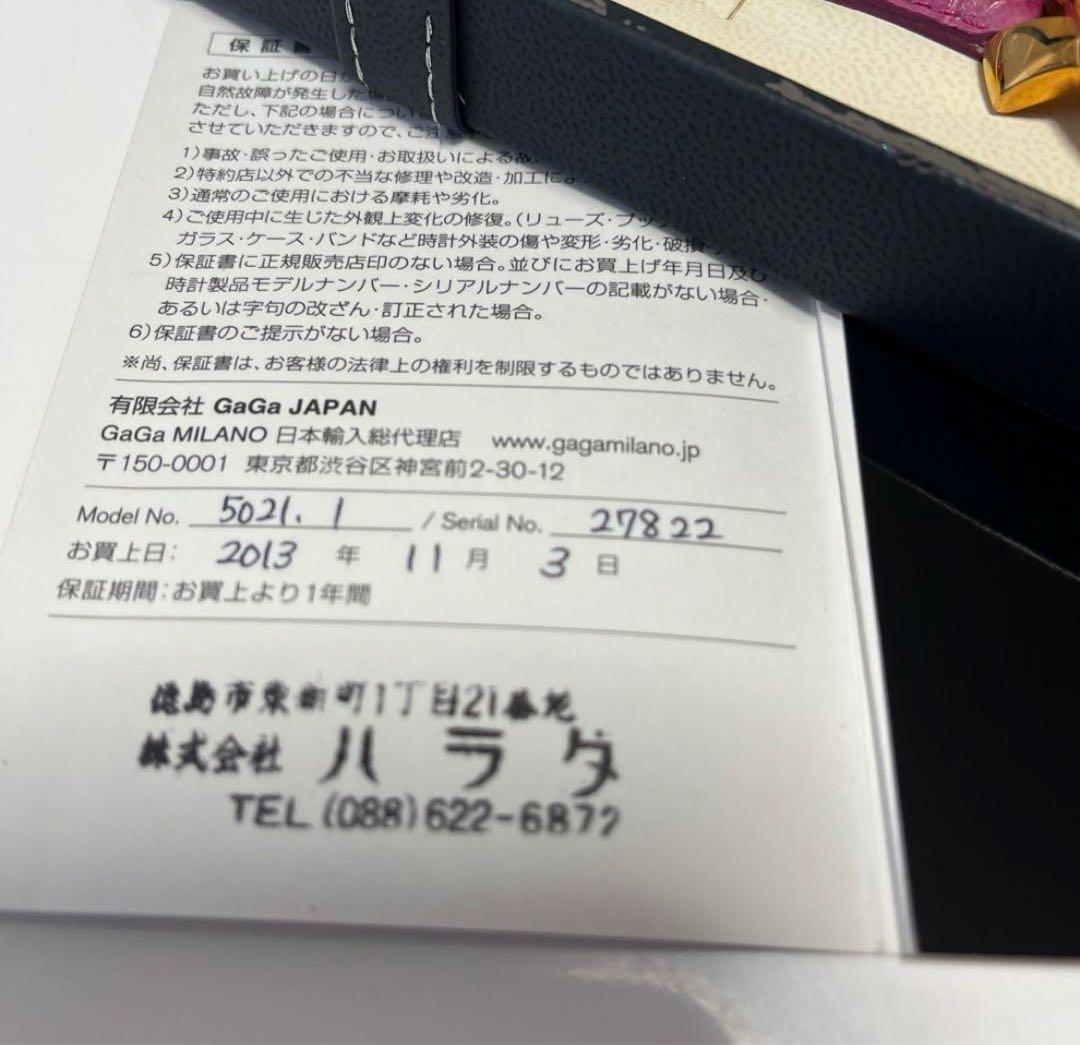 保証
お買い上げの日か
自然故障が発生した場
ただし、下記の場合につい
させていただきますので、ご注意
1)事故・誤ったご使用・お取扱いによる故
2)特約店以外での不当な修理や改造・加工によ
3)通常のご使用における摩耗や劣化。
4)ご使用中に生じた外観上変化の修復。(リューズ・プッ
ガラス・ケース・バンドなど時計外装の傷や変形・劣化・破損
5)保証書に正規販売店印のない場合。並びにお買上げ年月日及び
時計製品モデルナンバー・シリアルナンバーの記載がない場合・
あるいは字句の改ざん・訂正された場合。
6)保証書のご提示がない場合。
※尚、保証書は、お客様の法律上の権利を制限するものではありません。
有限会社 GaGa JAPAN
GaGa MILANO 日本輸入総代理店 www.gagamilano.jp
〒150-0001 東京都渋谷区神宮前2-30-12
Model No. 5021.1 / Serial No. 27822
お買上日: 2013 年 11 月 3 日
保証期間:お買上より1年間
徳島市東新町1丁目21番地
株式会社 ハラダ
TEL (088)622-6872